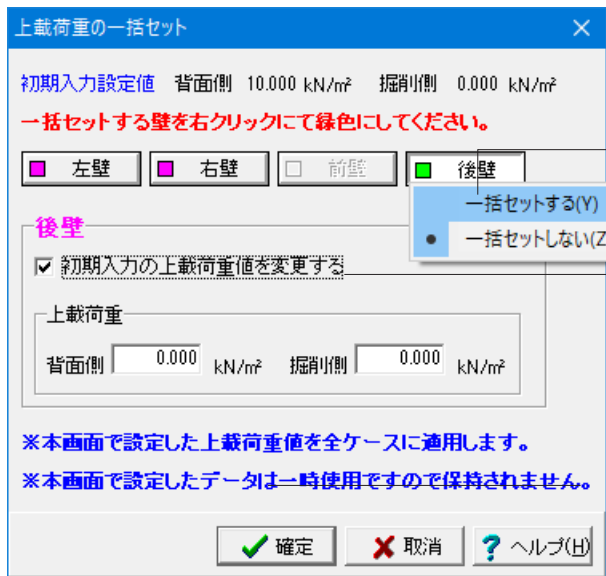 上載荷重の一括セット
初期入力設定値 背面側 10.000 kN/m² 掘削側 0.000 kN/m²
一括セットする壁を右クリックにて緑色にしてください。
左壁 右壁 前壁 後壁
一括セットする(Y)
一括セットしない(Z
後壁
初期入力の上載荷重値を変更する
上載荷重
背面側 0.000 kN/m² 掘削側 0.000 kN/m²
※本画面で設定した上載荷重値を全ケースに適用します。
※本画面で設定したデータは一時使用ですので保持されません。
確定 取消 ヘルプ(H)